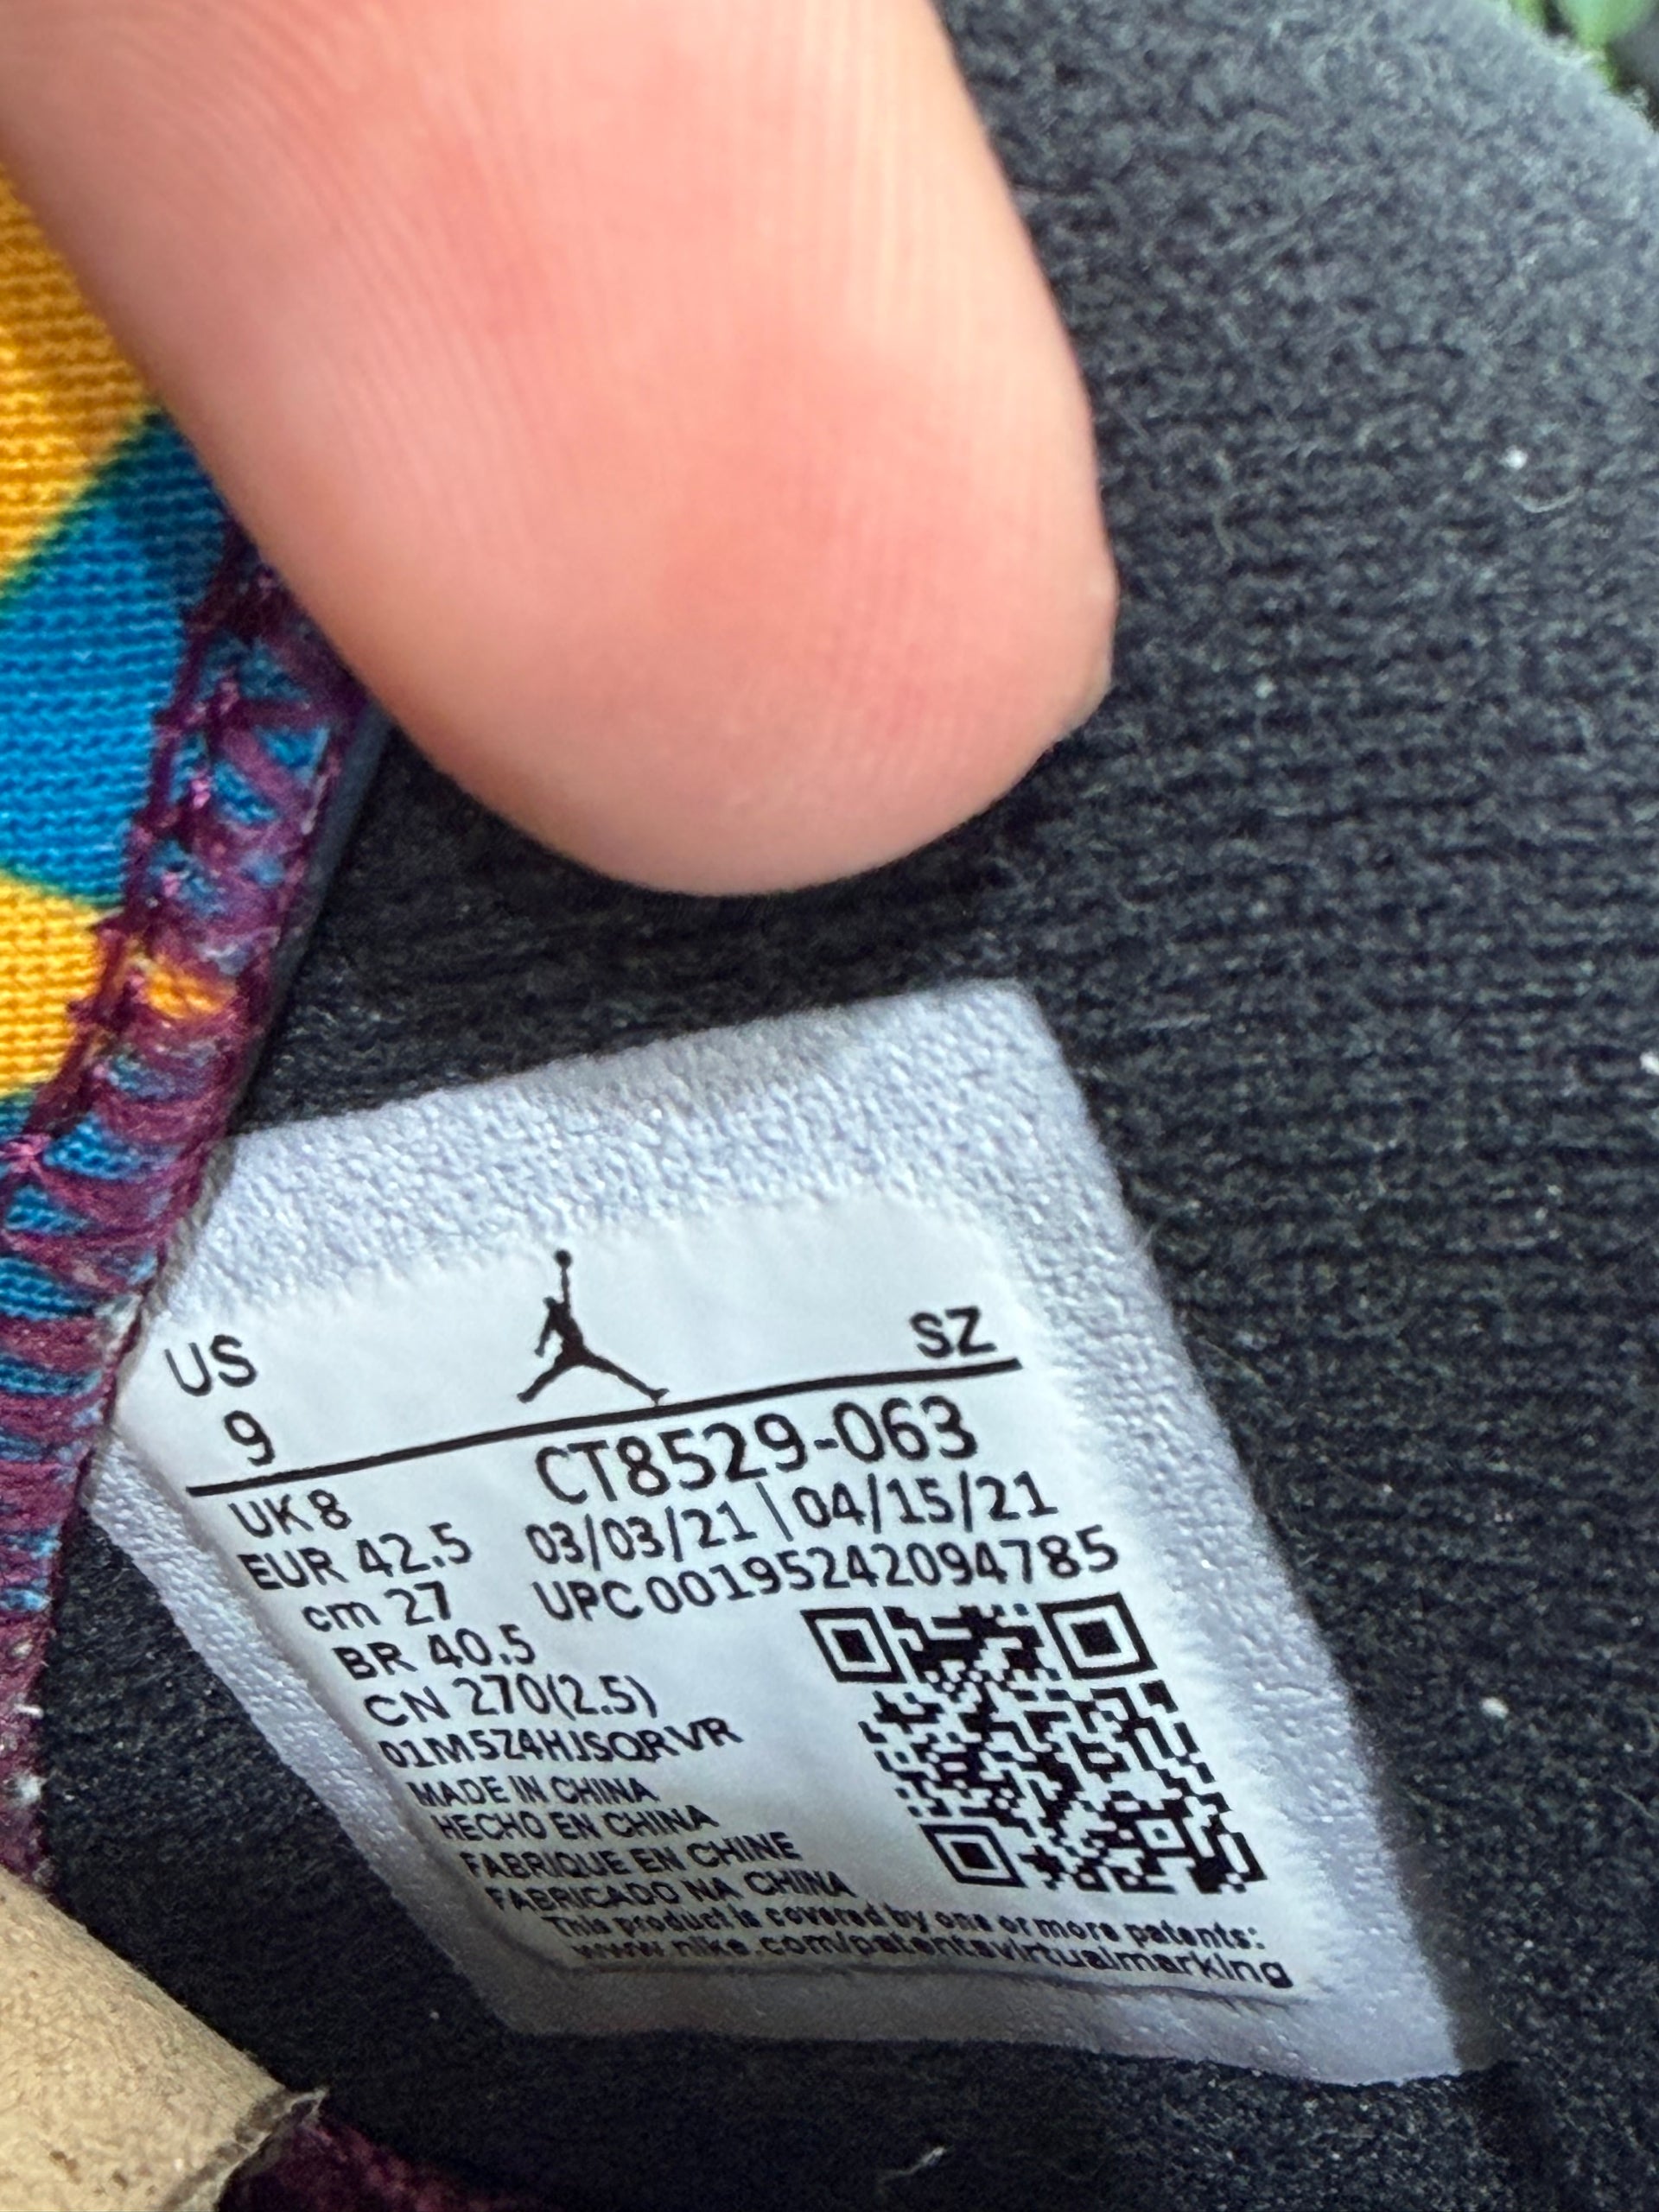 US SZ
9
CT8529-063
UK 8 03/03/21 | 04/15/21
EUR 42.5 UPC 00195242094785
cm 27
BR 40.5
CN 270(2.5)
01M5Z4HJSQRVR
MADE IN CHINA
HECHO EN CHINA
FABRIQUE EN CHINE
FABRICADO NA CHINA
This product is covered by one or more patents:
www.nike.com/patentsvirtualmarking